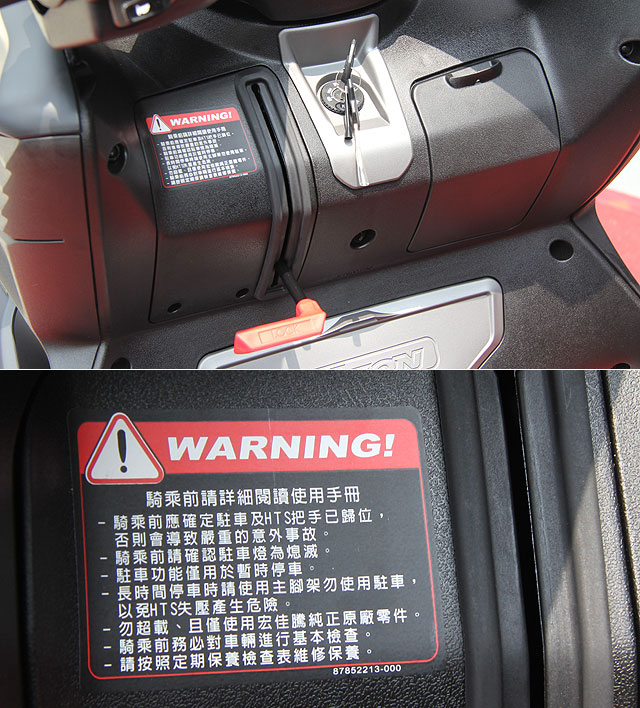 WARNING!
LOCK
WARNING!
騎乘前請詳細閱讀使用手冊
- 騎乘前應確定駐車及HTS把手已歸位,
否則會導致嚴重的意外事故。
- 騎乘前請確認駐車燈為熄滅。
- 駐車功能僅用於暫時停車。
- 長時間停車時請使用主腳架勿使用駐車,
以免HTS失壓產生危險。
- 勿超載、且僅使用宏佳騰純正原廠零件。
- 騎乘前務必對車輛進行基本檢查。
- 請按照定期保養檢查表維修保養。
87852213-000